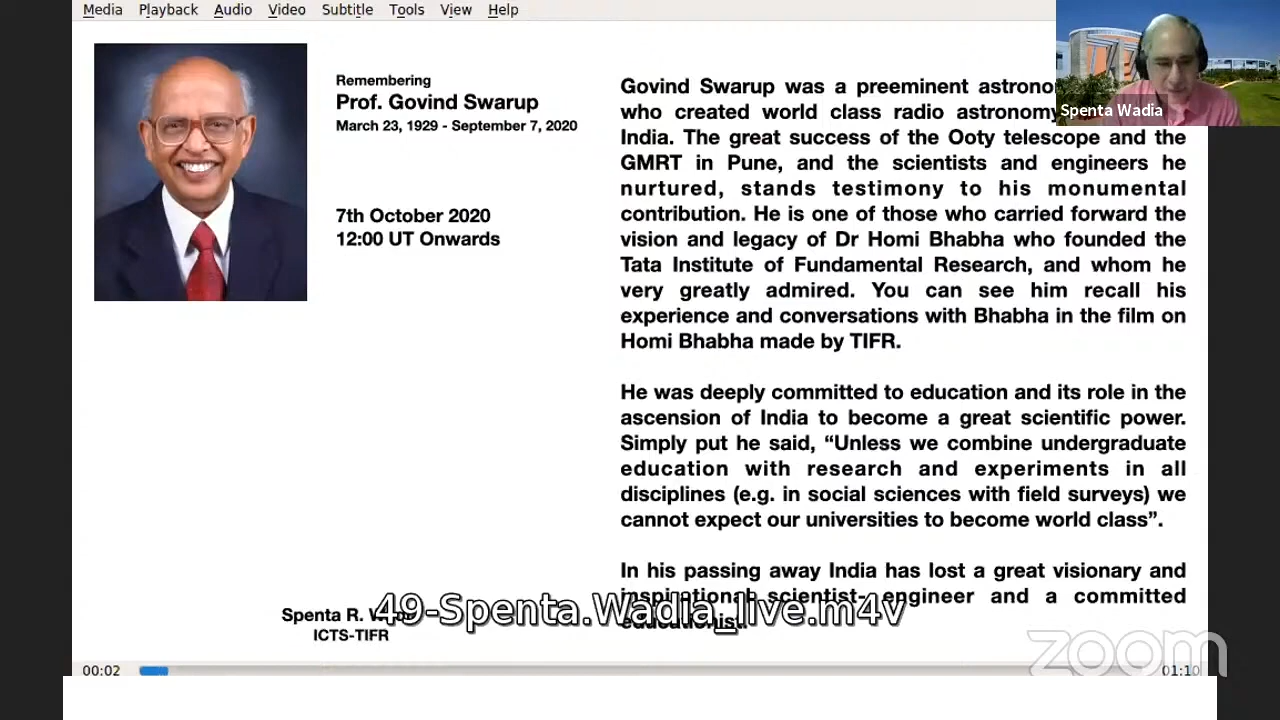 Media Playback Audio Video Subtitle Tools View Help
Spenta Wadia
Remembering
Prof. Govind Swarup
March 23, 1929 - September 7, 2020
7th October 2020
12:00 UT Onwards
Govind Swarup was a preeminent
who created world class radio
India. The great success of the Ooty telescope and the
GMRT in Pune, and the scientists and engineers he
nurtured, stands testimony to his monumental
contribution. He is one of those who carried forward the
vision and legacy of Dr Homi Bhabha who founded the
Tata Institute of Fundamental Research, and whom he
very greatly admired. You can see him recall his
experience and conversations with Bhabha in the film on
Homi Bhabha made by TIFR.
He was deeply committed to education and its role in the
ascension of India to become a great scientific power.
Simply put he said, “Unless we combine undergraduate
education with research and experiments in all
disciplines (e.g. in social sciences with field surveys) we
cannot expect our universities to become world class”.
In his passing away India has lost a great visionary and
inspirational scientist- engineer and a committed
educationist.
49-Spenta.Wadia_live.m4v
Spenta R.
ICTS-TIFR
zoom
00:02
01:10